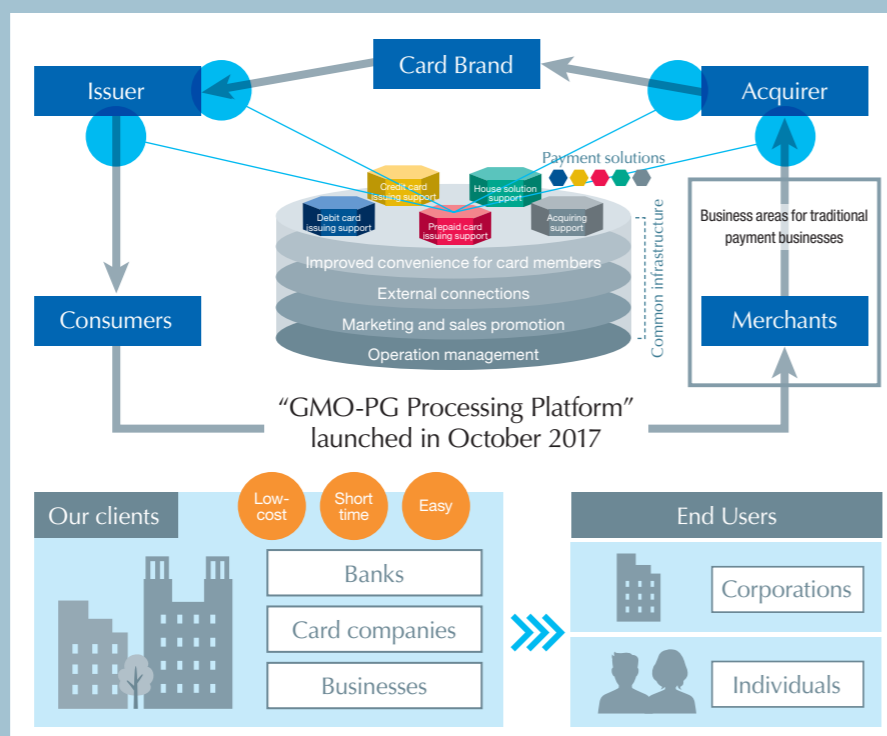 Card Brand
Issuer
Acquirer
Payment solutions
Credit card
issuing support
House solution
support
Debit card
issuing support
Prepaid card
issuing support
Acquiring
support
Business areas for traditional
payment businesses
Improved convenience for card members
External connections
Marketing and sales promotion
Operation management
Common infrastructure
Consumers
Merchants
“GMO-PG Processing Platform”
launched in October 2017
Our clients
Low-
cost
Short
time
Easy
Banks
Card companies
Businesses
End Users
Corporations
Individuals